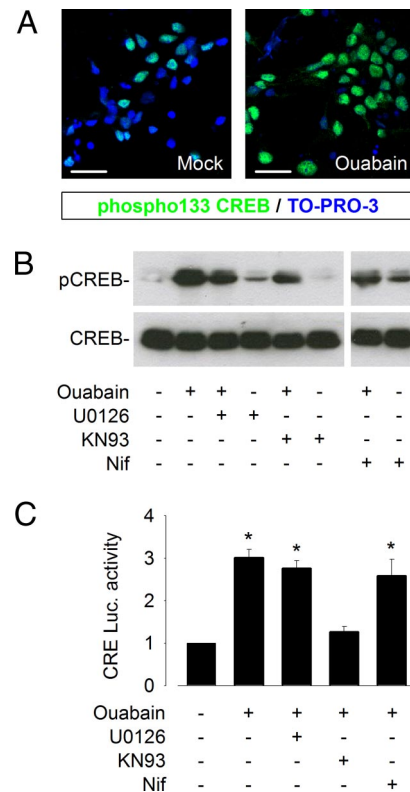 A
Mock
Ouabain
phospho133 CREB / TO-PRO-3
B
pCREB-
CREB-
Ouabain - + + - + - + -
U0126 - - + + - - - -
KN93 - - - - + + - -
Nif - - - - - - + +
C
CRE Luc. activity
4
3
2
1
0
* * *
Ouabain - + + + +
U0126 - - + - -
KN93 - - - + -
Nif - - - - +